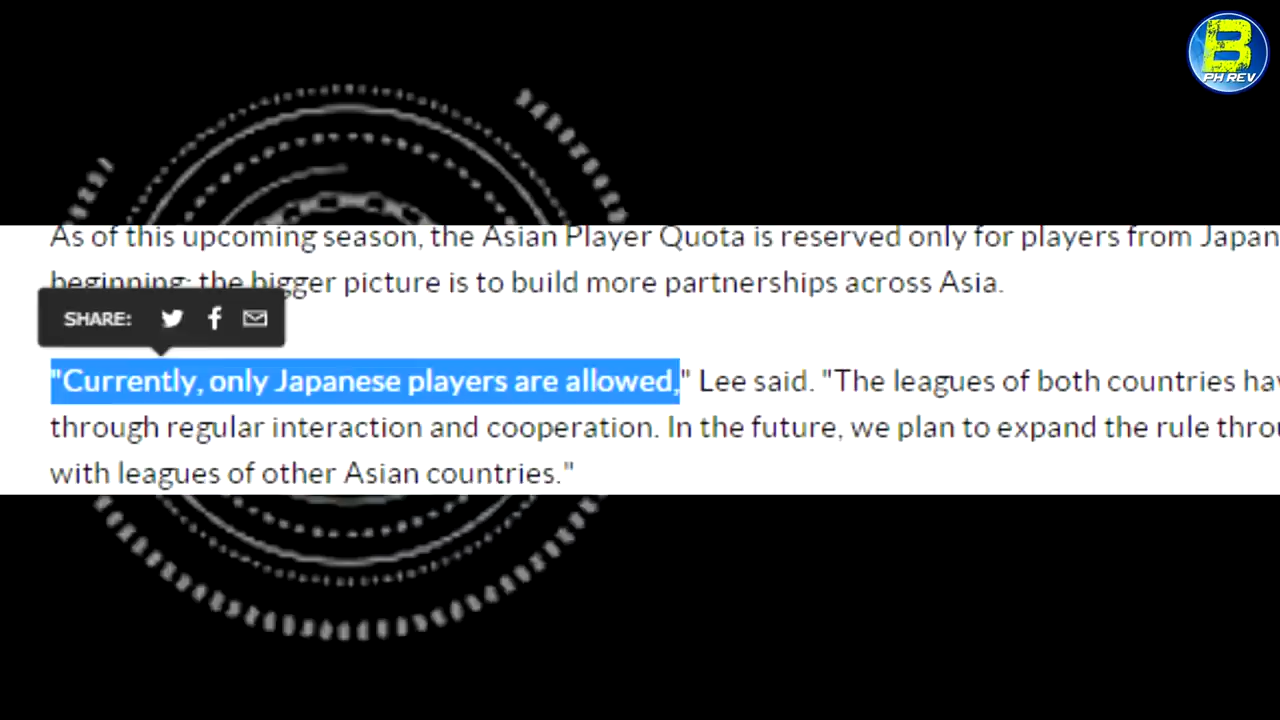 B
PH REV
As of this upcoming season, the Asian Player Quota is reserved only for players from Japan
beginning; the bigger picture is to build more partnerships across Asia.
SHARE:
"Currently, only Japanese players are allowed," Lee said. "The leagues of both countries hav
through regular interaction and cooperation. In the future, we plan to expand the rule throu
with leagues of other Asian countries."